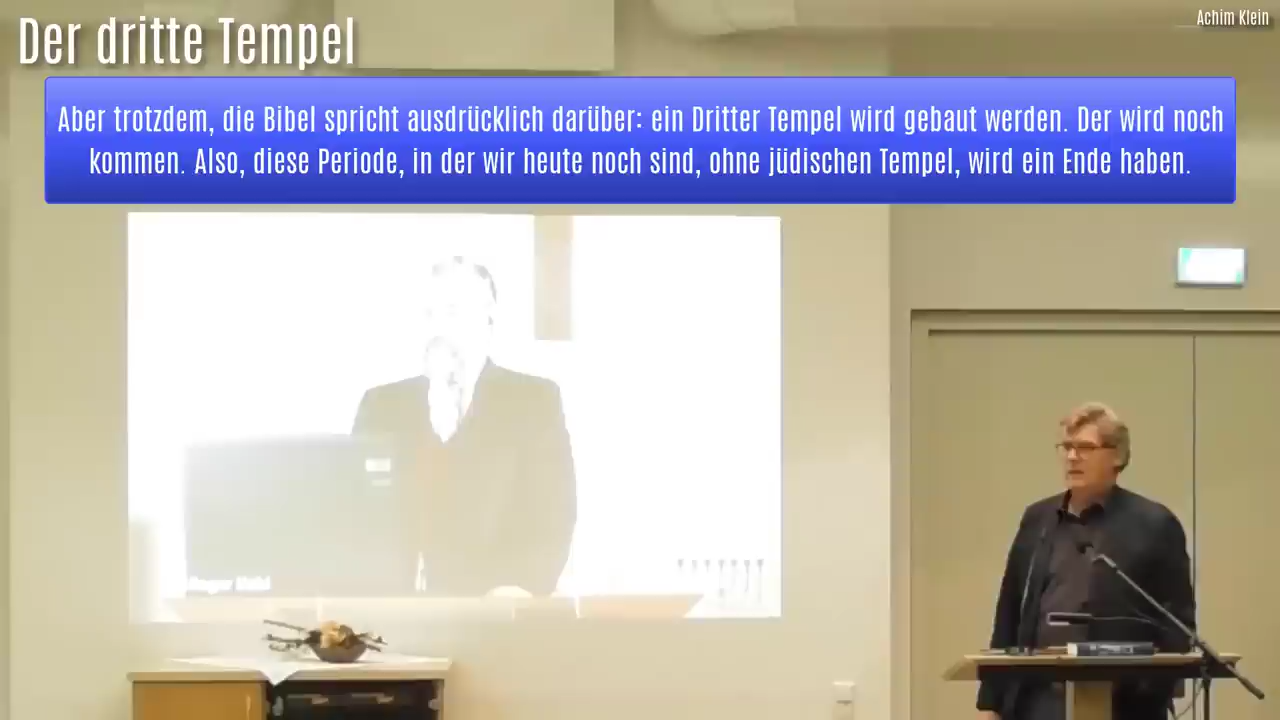 Der dritte Tempel
Achim Klein
Aber trotzdem, die Bibel spricht ausdrücklich darüber: ein Dritter Tempel wird gebaut werden. Der wird noch
kommen. Also, diese Periode, in der wir heute noch sind, ohne jüdischen Tempel, wird ein Ende haben.